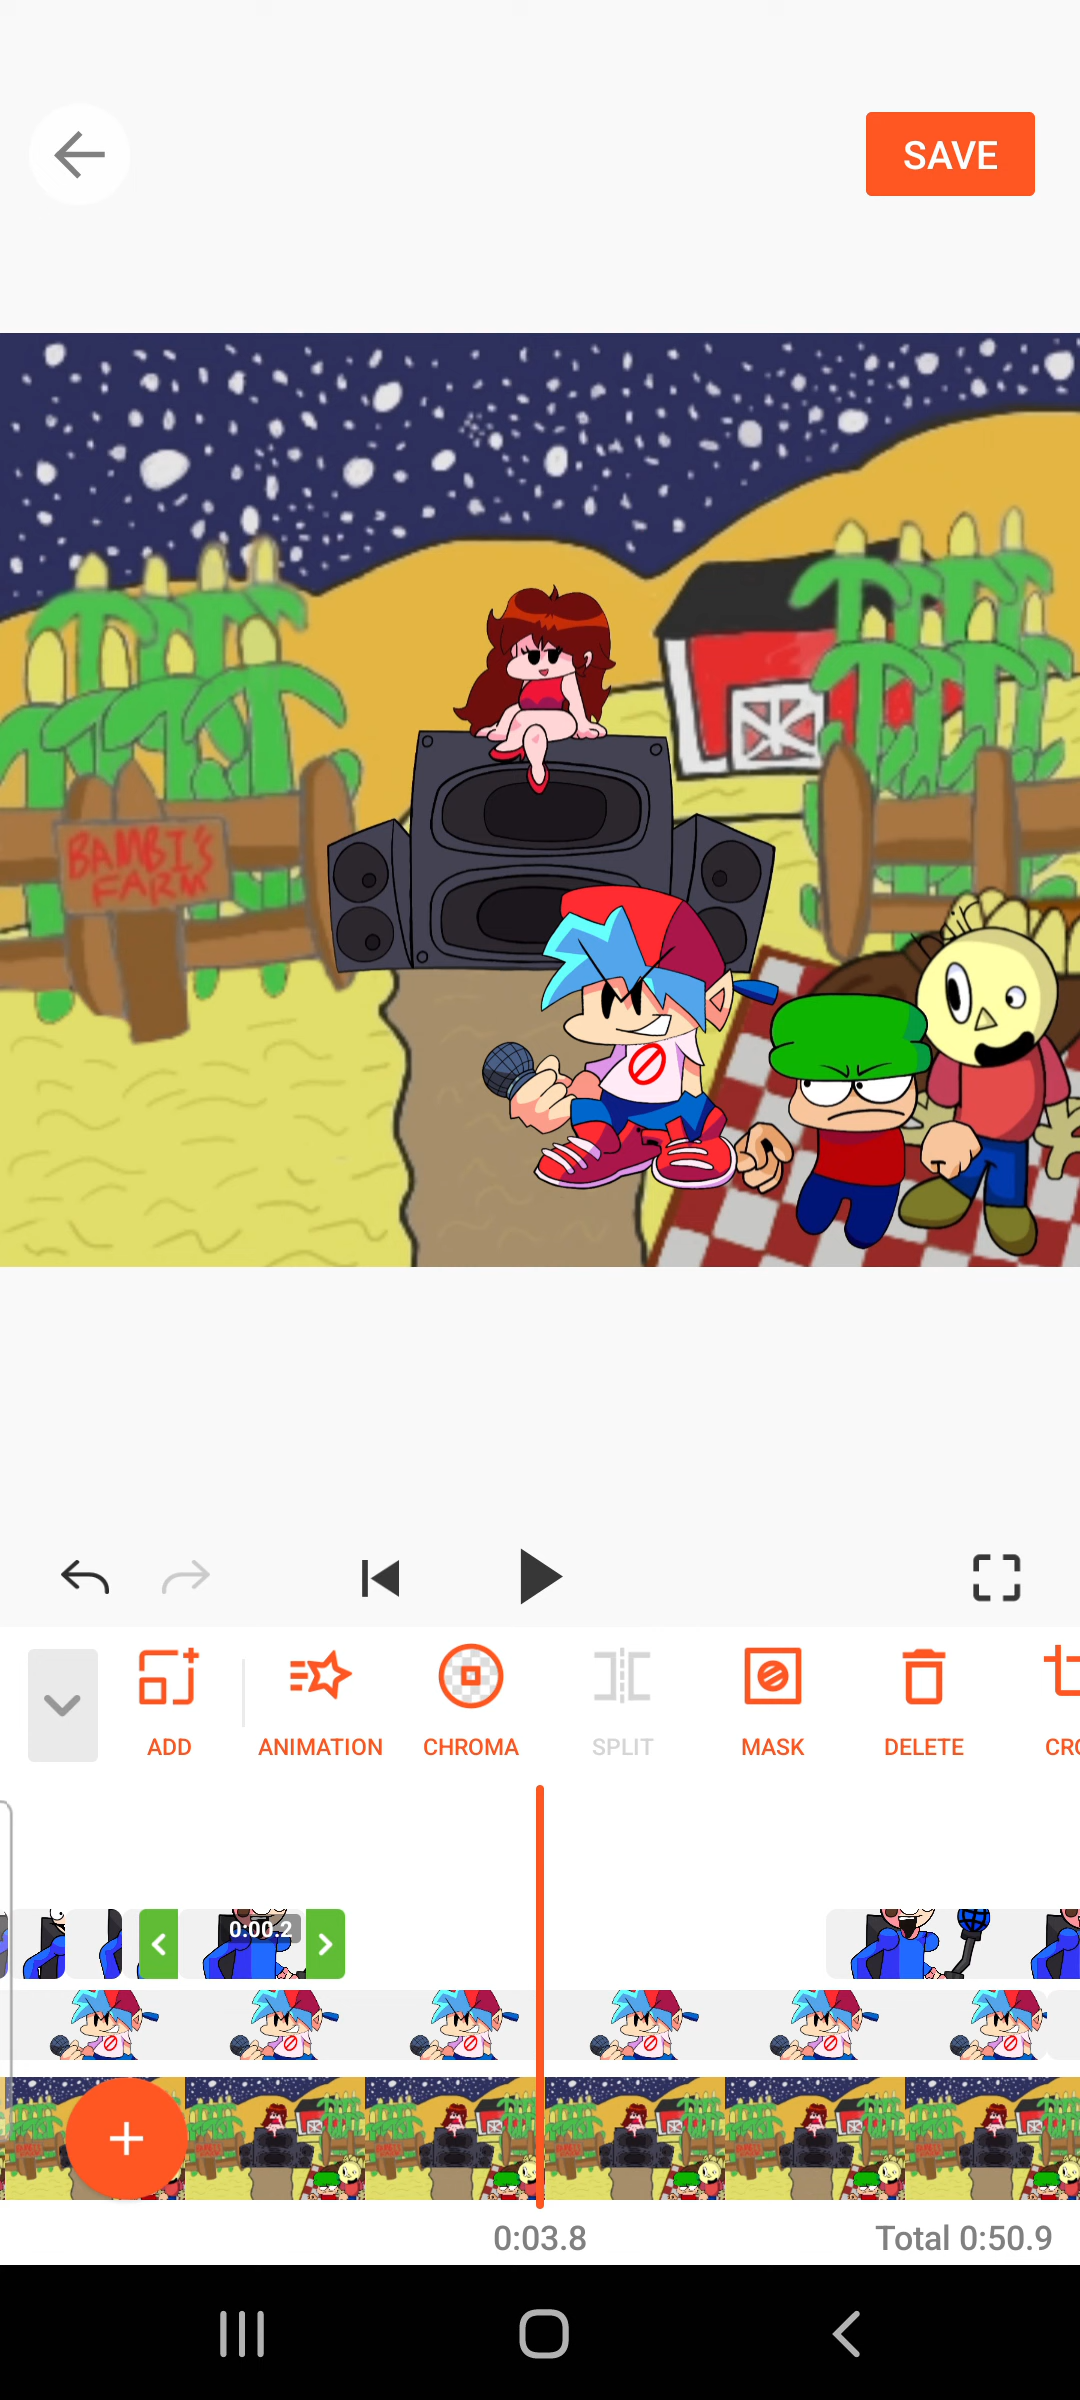 SAVE
BAMBI'S
FARM
ADD
ANIMATION
CHROMA
SPLIT
MASK
DELETE
CRO
0:00.2
0:03.8
Total 0:50.9